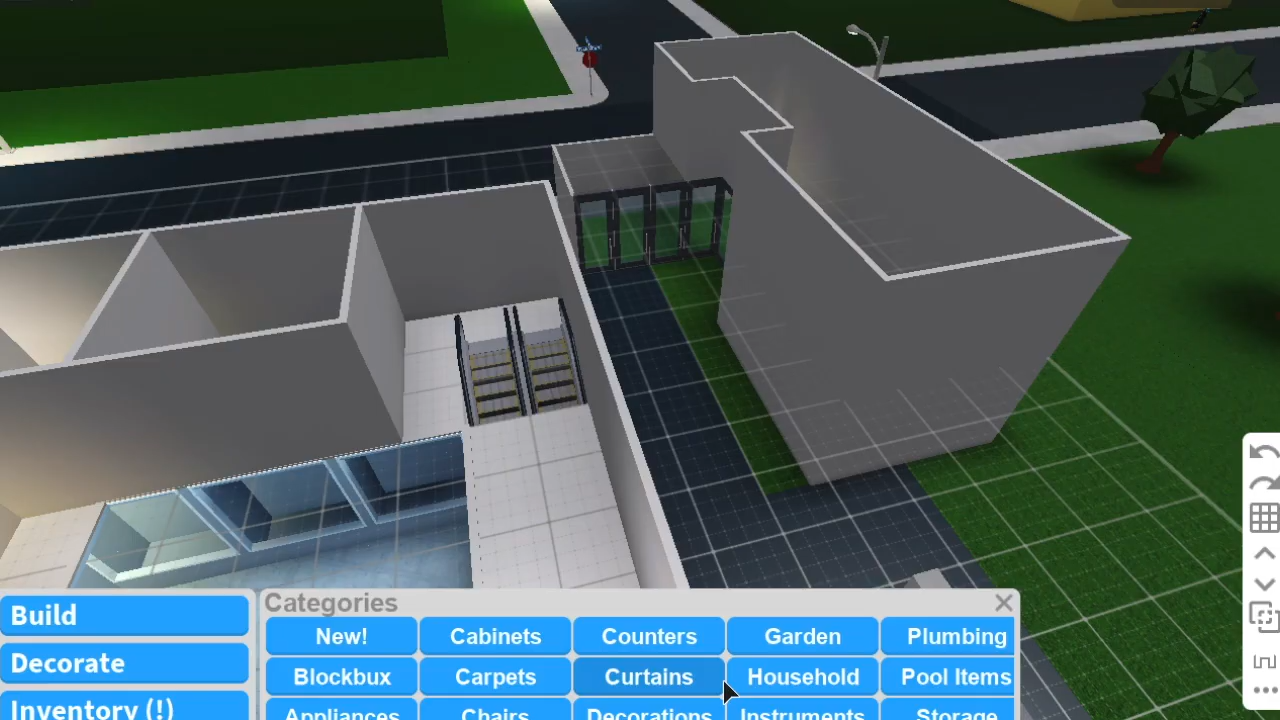 Categories
Build
New! Cabinets Counters Garden Plumbing
Decorate
Blockbux Carpets Curtains Household Pool Items
Inventory (!)
Appliances Chairs Decorations Instruments Storage